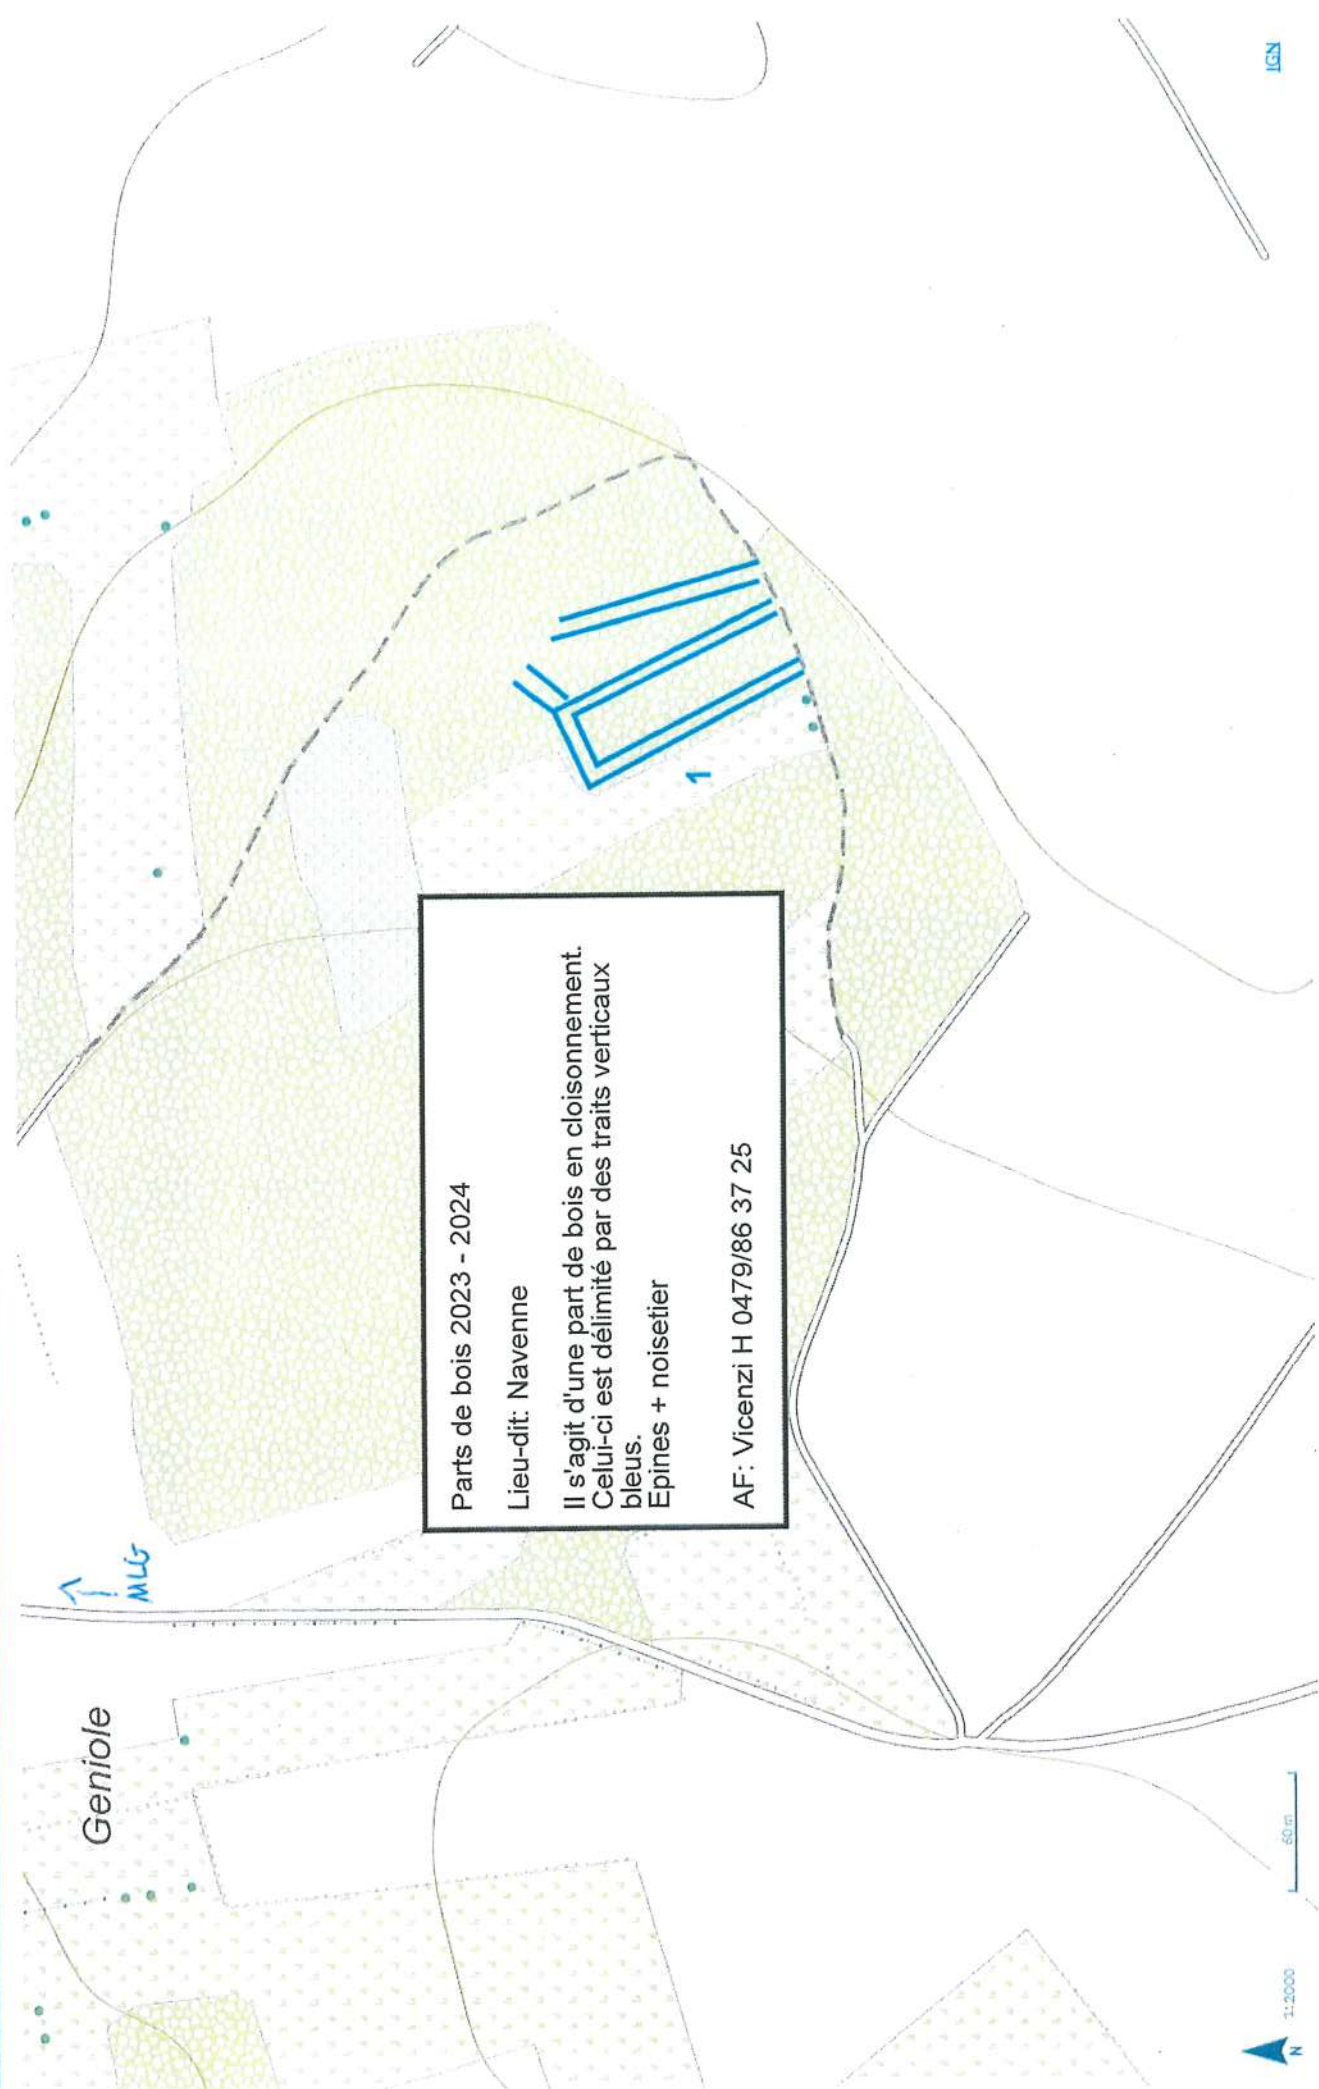 Geniole
MLG
Parts de bois 2023 - 2024
Lieu-dit: Navenne
Il s'agit d'une part de bois en cloisonnement.
Celui-ci est délimité par des traits verticaux
bleus.
Epines + noisetier
AF: Vicenzi H 0479/86 37 25
1
N
1:2000
60 m
IGN